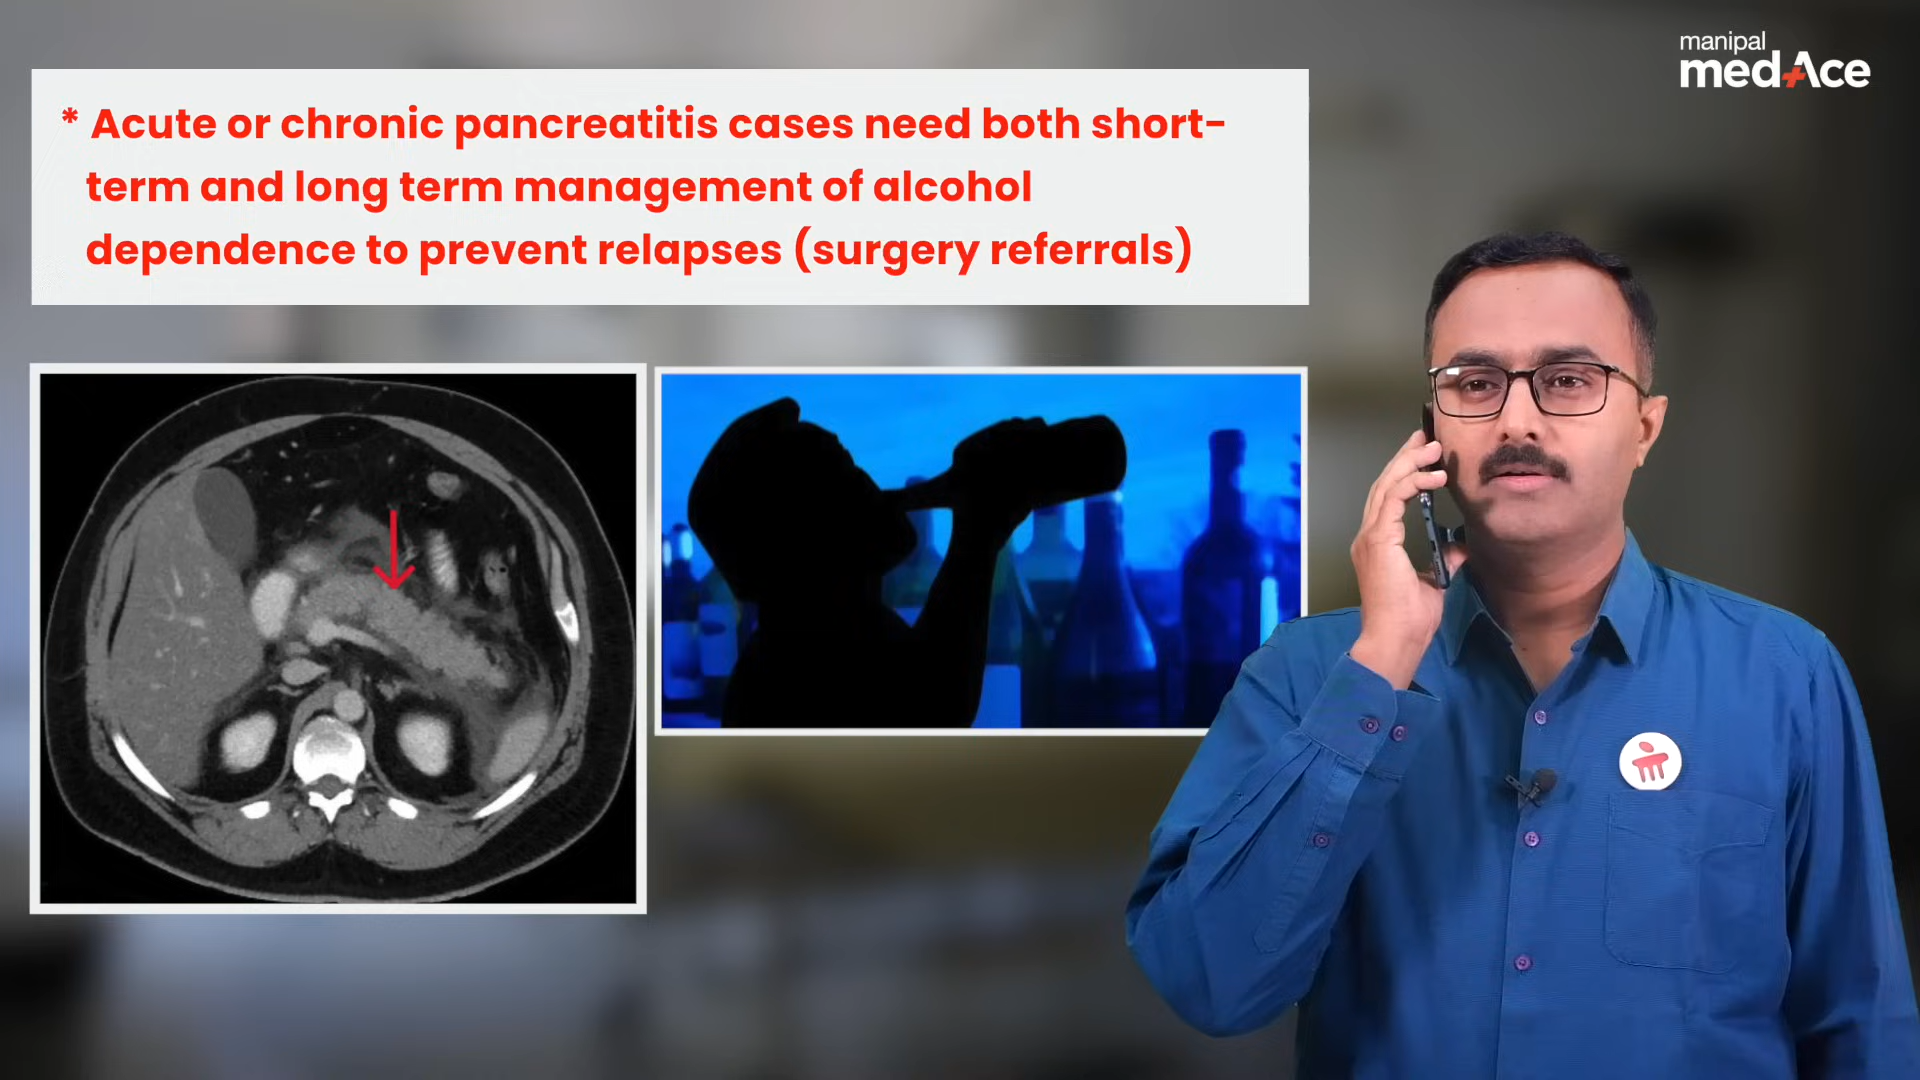 manipal
medAce
* Acute or chronic pancreatitis cases need both short-
term and long term management of alcohol
dependence to prevent relapses (surgery referrals)